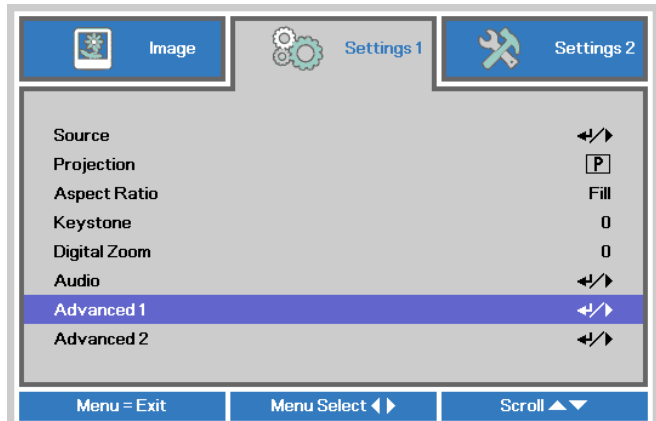 Image Settings 1 Settings 2
Source ↵/▶
Projection P
Aspect Ratio Fill
Keystone 0
Digital Zoom 0
Audio ↵/▶
Advanced 1 ↵/▶
Advanced 2 ↵/▶
Menu = Exit Menu Select ◀ ▶ Scroll ▲▼